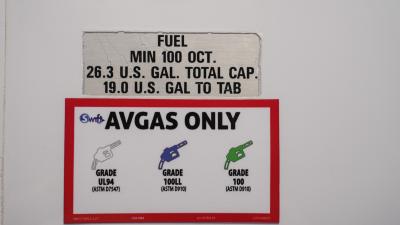 FUEL
MIN 100 OCT.
26.3 U.S. GAL. TOTAL CAP.
19.0 U.S. GAL TO TAB
Swift AVGAS ONLY
GRADE
UL94
(ASTM D7547)
GRADE
100LL
(ASTM D910)
GRADE
100
(ASTM D910)